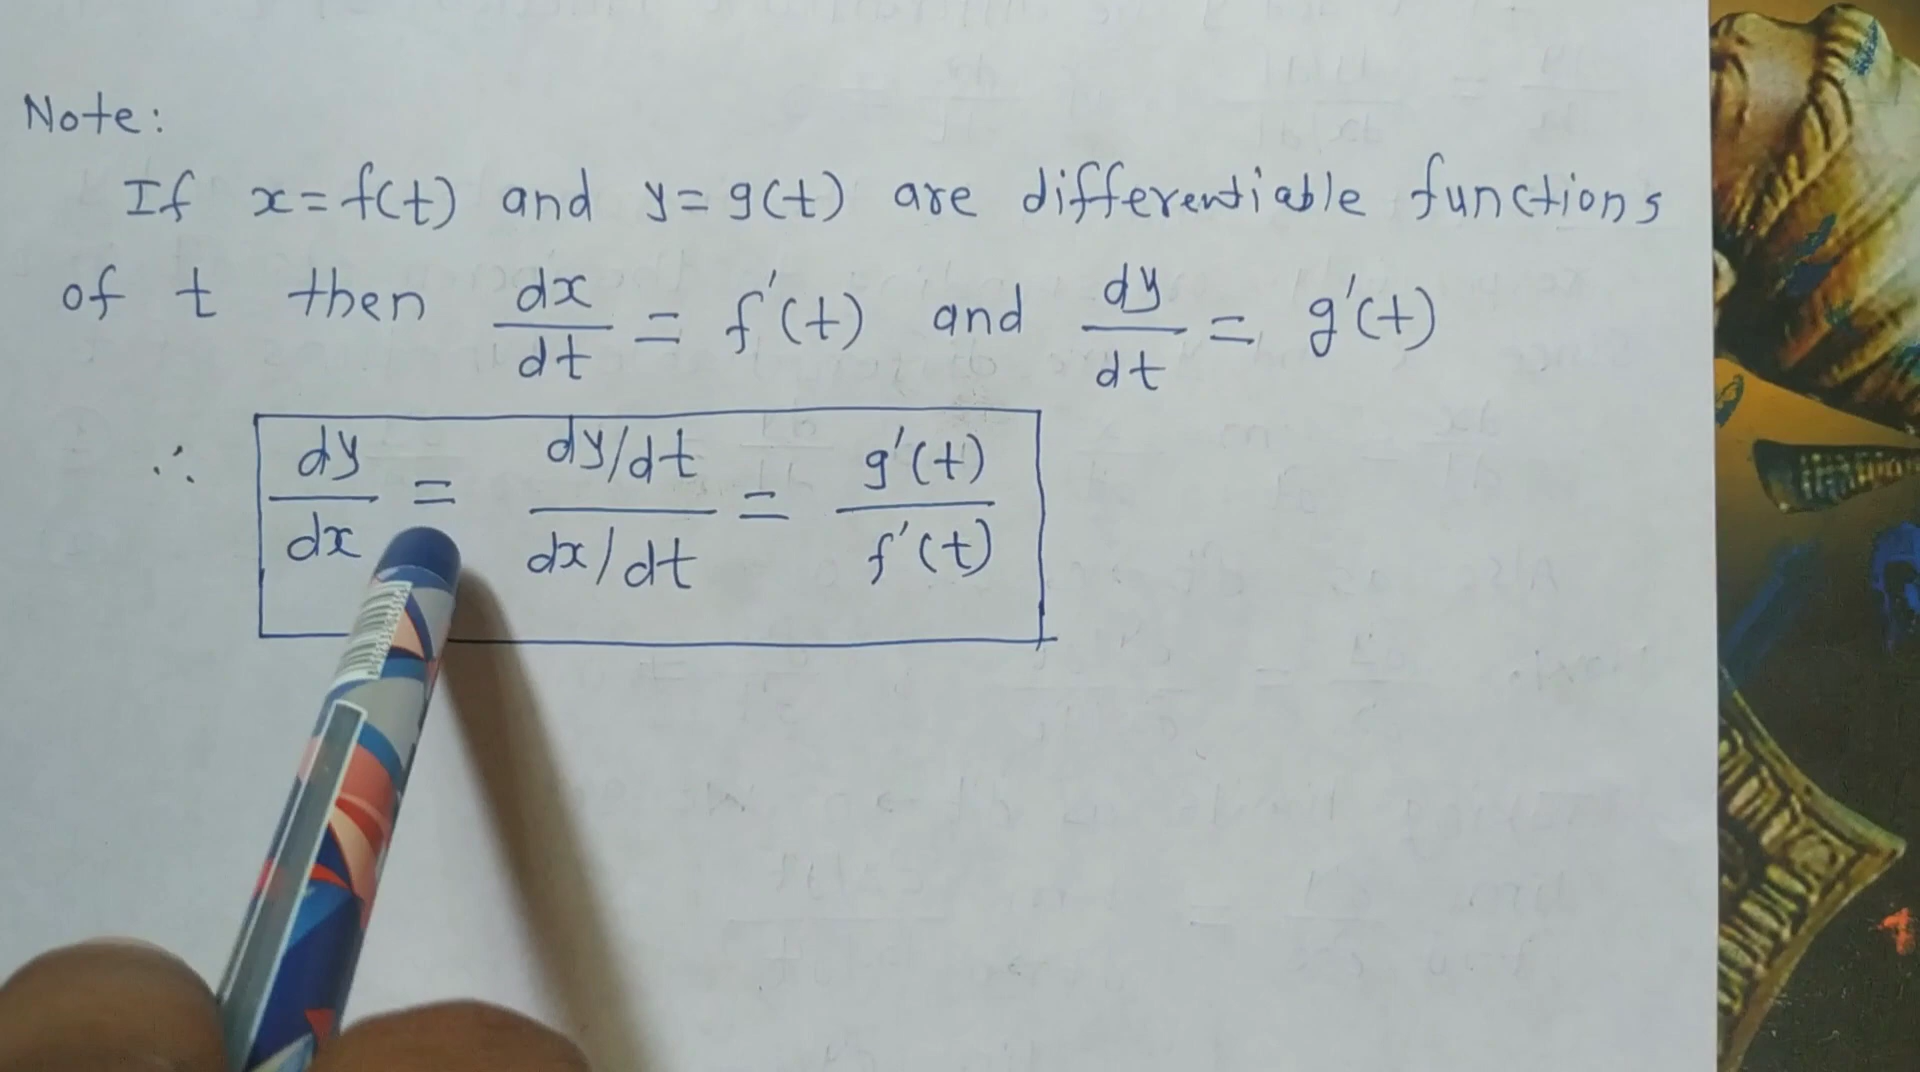 Note:
If x = f(t) and y = g(t) are differentiable functions
of t then dx/dt = f'(t) and dy/dt = g'(t)
∴ dy/dx = (dy/dt)/(dx/dt) = g'(t)/f'(t)